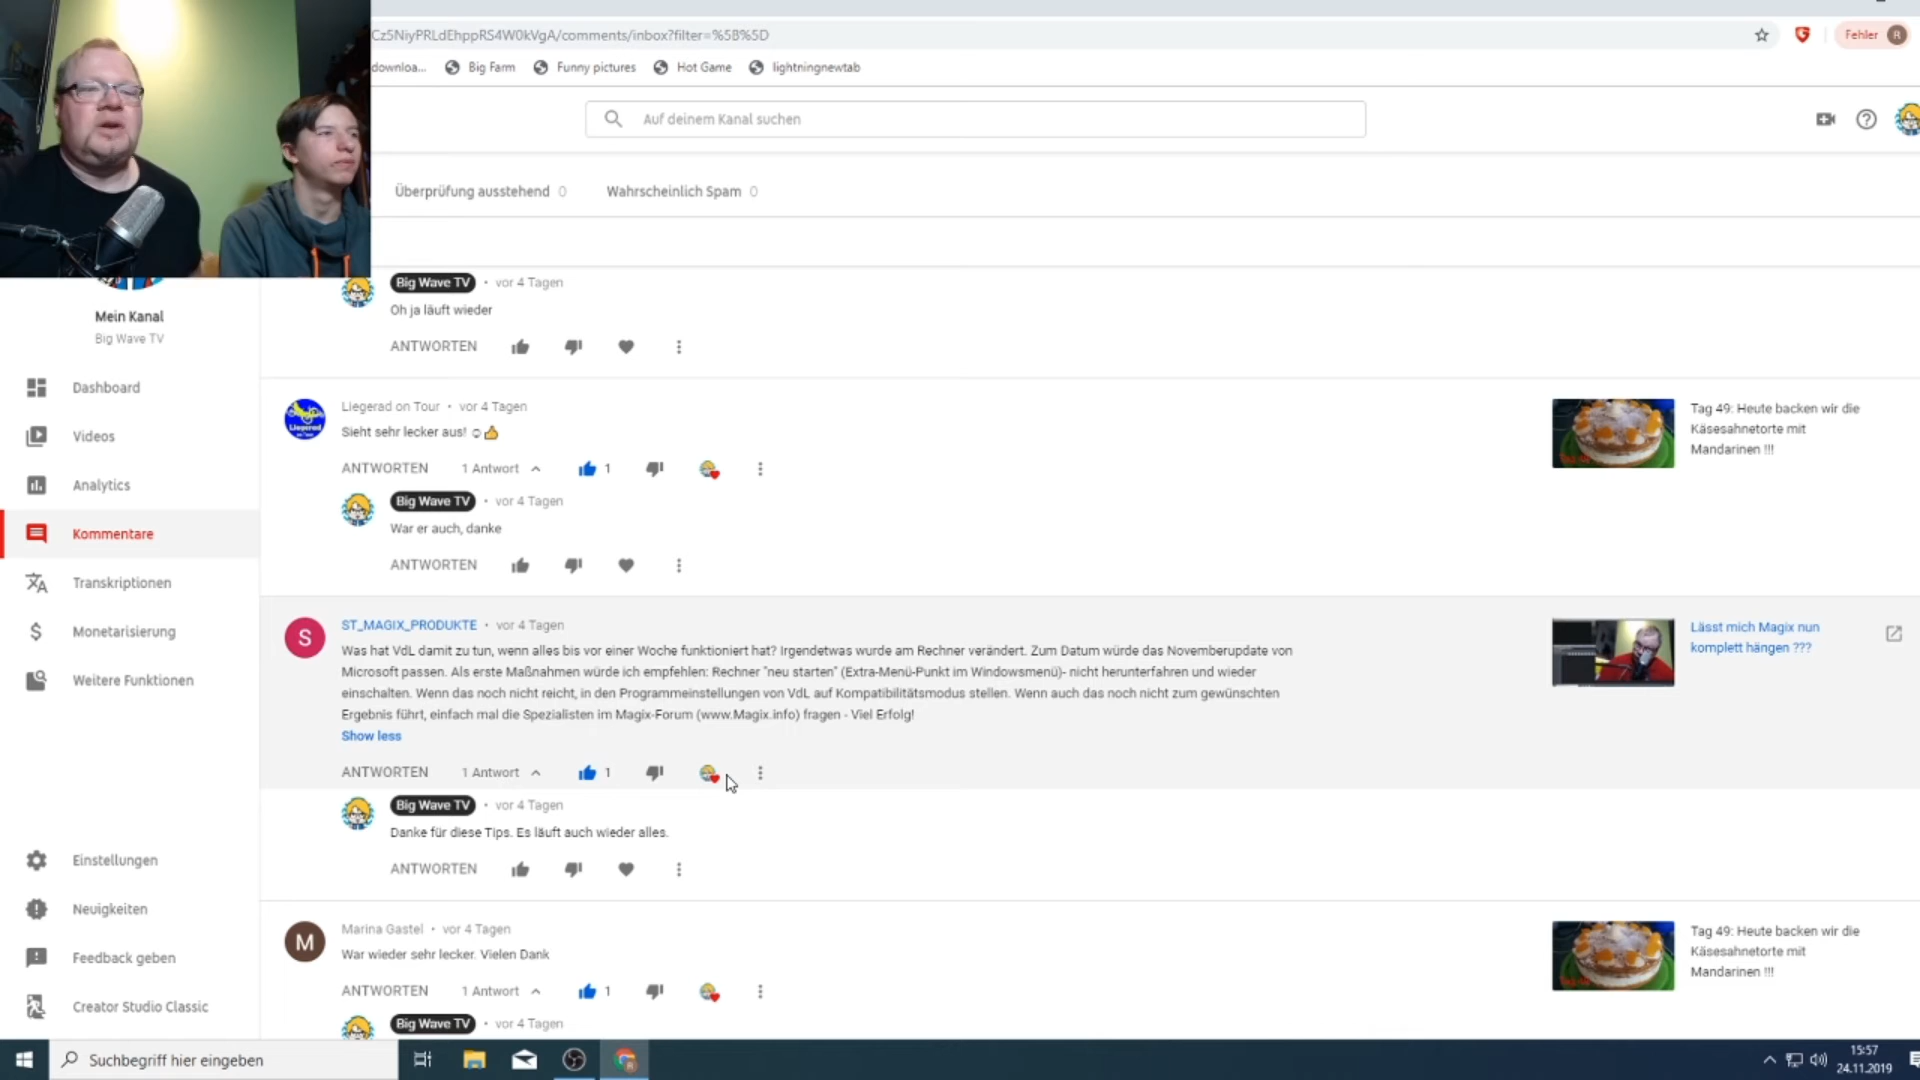 Cz5NiyPRLdEhppRS4W0kVgA/comments/inbox?filter=%5B%5D
Fehler R
downloa... Big Farm Funny pictures Hot Game lightningnewtab
Auf deinem Kanal suchen
Überprüfung ausstehend 0 Wahrscheinlich Spam 0
Mein Kanal
Big Wave TV
Dashboard
Videos
Analytics
Kommentare
Transkriptionen
Monetarisierung
Weitere Funktionen
Einstellungen
Neuigkeiten
Feedback geben
Creator Studio Classic
Big Wave TV • vor 4 Tagen
Oh ja läuft wieder
ANTWORTEN
Liegerad on Tour • vor 4 Tagen
Sieht sehr lecker aus! ☺👍
ANTWORTEN 1 Antwort 1
Tag 49: Heute backen wir die
Käsesahnetorte mit
Mandarinen !!!
Big Wave TV • vor 4 Tagen
War er auch, danke
ANTWORTEN
S
ST_MAGIX_PRODUKTE • vor 4 Tagen
Was hat VdL damit zu tun, wenn alles bis vor einer Woche funktioniert hat? Irgendetwas wurde am Rechner verändert. Zum Datum würde das Novemberupdate von
Microsoft passen. Als erste Maßnahmen würde ich empfehlen: Rechner "neu starten" (Extra-Menü-Punkt im Windowsmenü)- nicht herunterfahren und wieder
einschalten. Wenn das noch nicht reicht, in den Programmeinstellungen von VdL auf Kompatibilitätsmodus stellen. Wenn auch das noch nicht zum gewünschten
Ergebnis führt, einfach mal die Spezialisten im Magix-Forum (www.Magix.info) fragen - Viel Erfolg!
Show less
ANTWORTEN 1 Antwort 1
Lässt mich Magix nun
komplett hängen ???
Big Wave TV • vor 4 Tagen
Danke für diese Tips. Es läuft auch wieder alles.
ANTWORTEN
M
Marina Gastel • vor 4 Tagen
War wieder sehr lecker. Vielen Dank
ANTWORTEN 1 Antwort 1
Tag 49: Heute backen wir die
Käsesahnetorte mit
Mandarinen !!!
Big Wave TV • vor 4 Tagen
Suchbegriff hier eingeben
15:57
24.11.2019